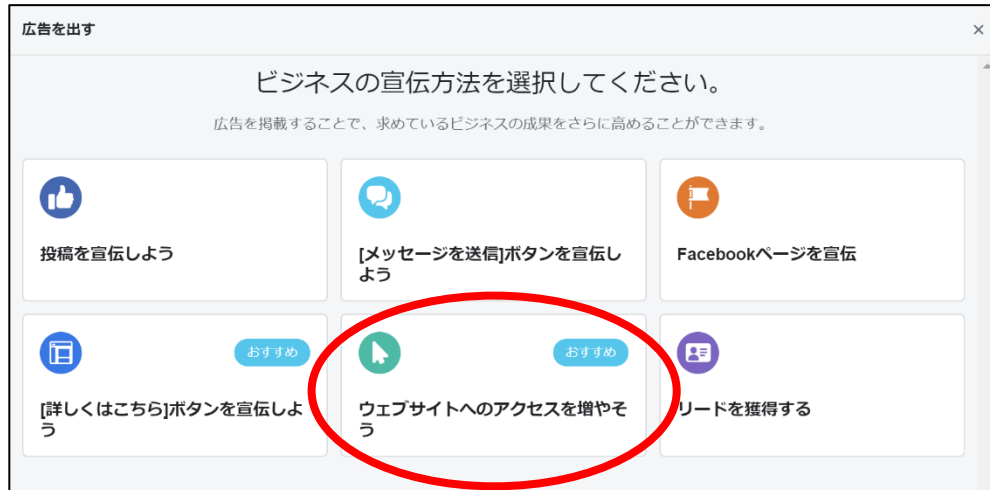 広告を出す
ビジネスの宣伝方法を選択してください。
広告を掲載することで、求めているビジネスの成果をさらに高めることができます。
投稿を宣伝しよう
[メッセージを送信]ボタンを宣伝し
よう
Facebookページを宣伝
おすすめ
[詳しくはこちら]ボタンを宣伝しよ
う
おすすめ
ウェブサイトへのアクセスを増やそ
う
リードを獲得する